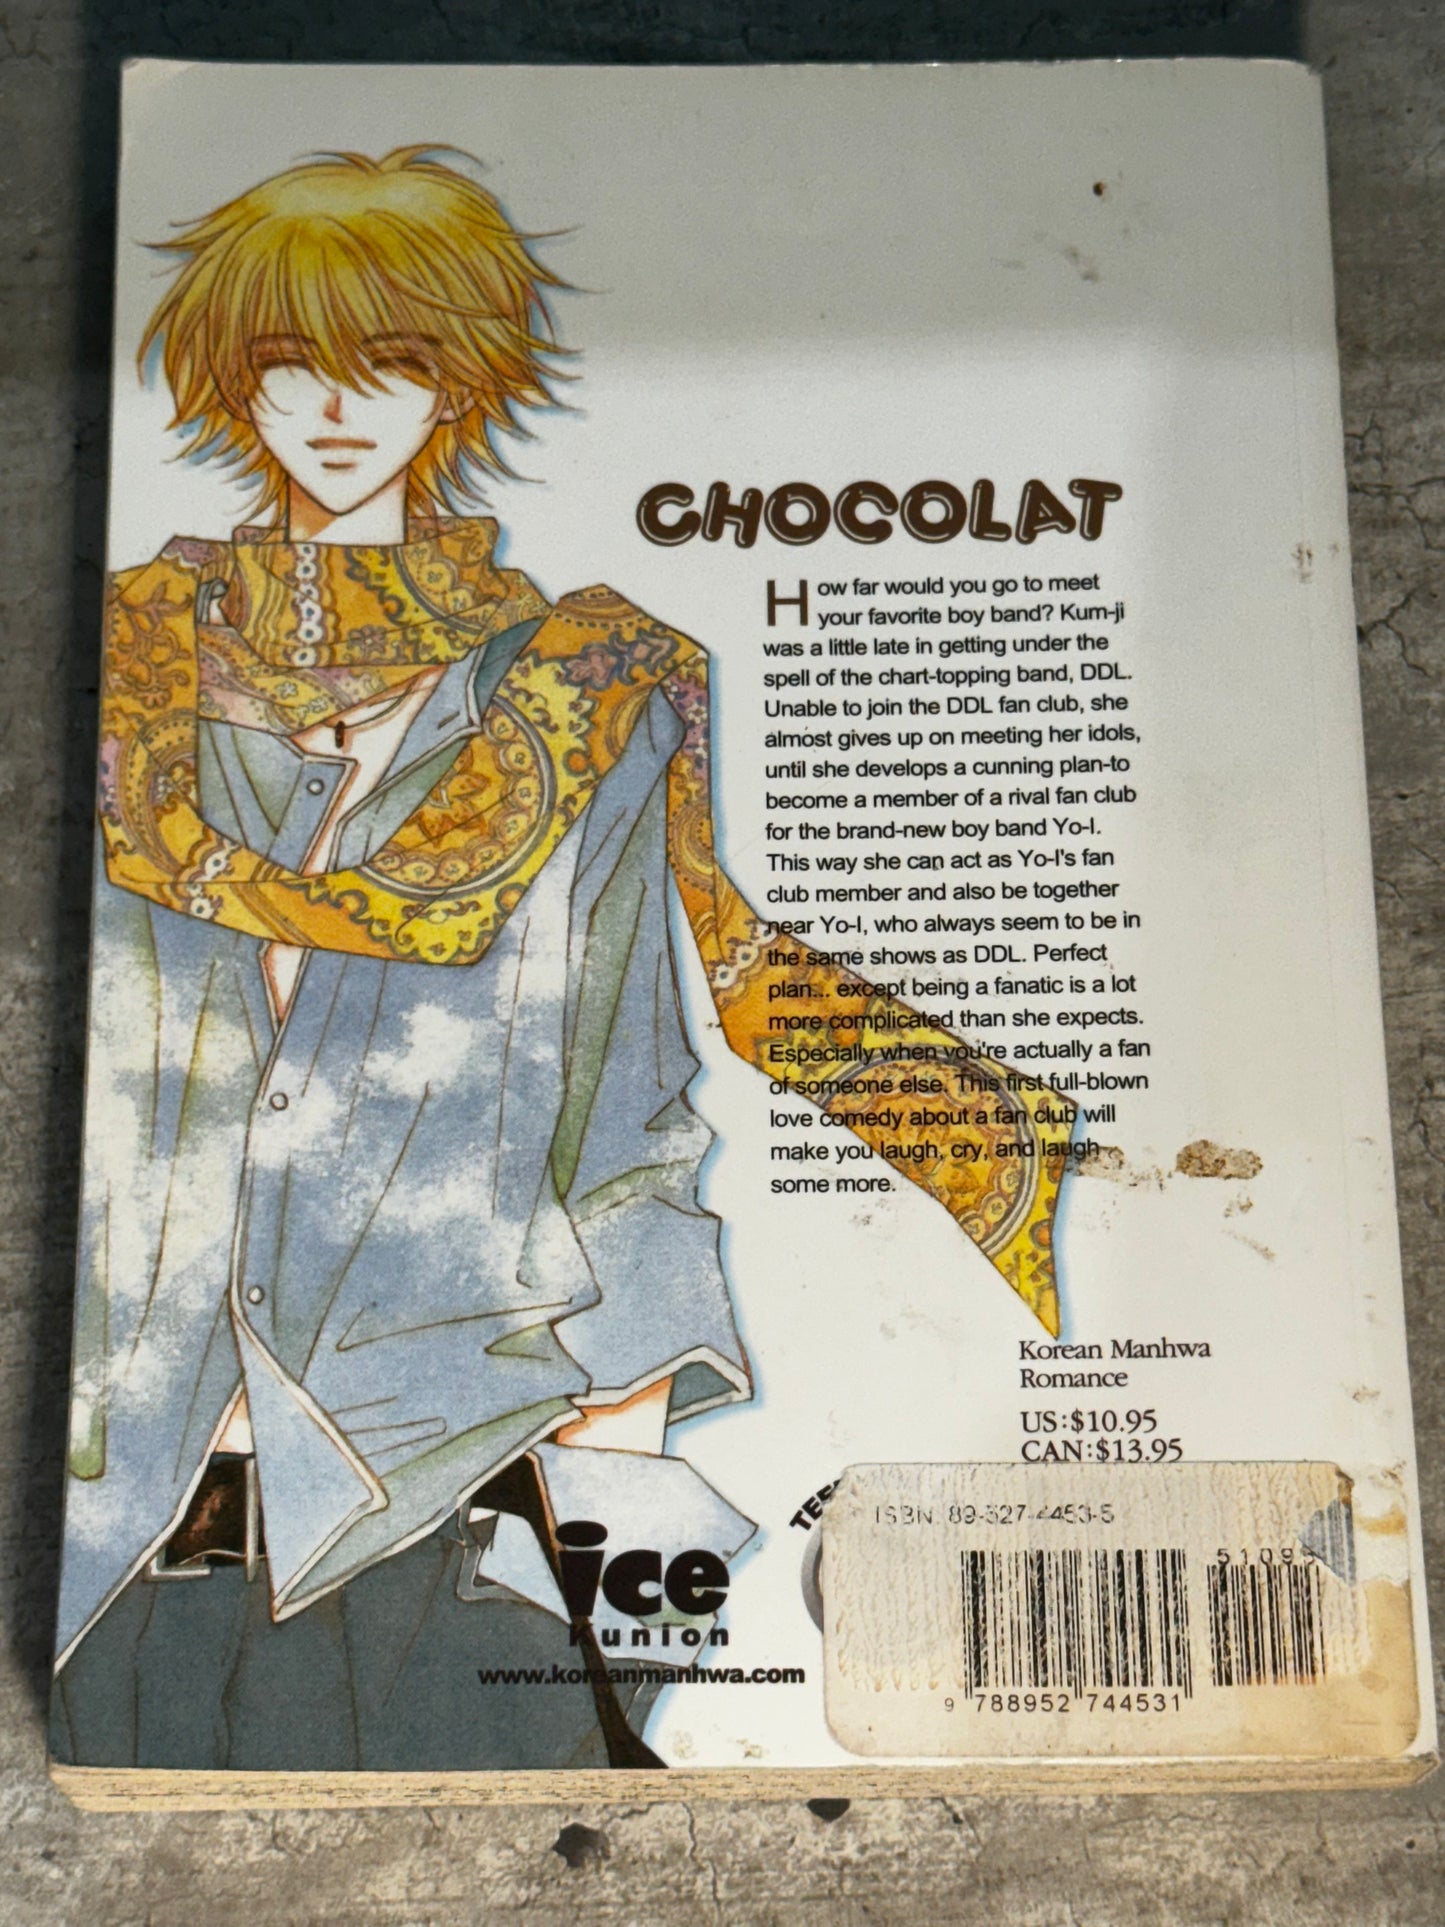 CHOCOLAT
How far would you go to meet
your favorite boy band? Kum-ji
was a little late in getting under the
spell of the chart-topping band, DDL.
Unable to join the DDL fan club, she
almost gives up on meeting her idols,
until she develops a cunning plan-to
become a member of a rival fan club
for the brand-new boy band Yo-I.
This way she can act as Yo-I's fan
club member and also be together
near Yo-I, who always seem to be in
the same shows as DDL. Perfect
plan... except being a fanatic is a lot
more complicated than she expects.
Especially when you're actually a fan
of someone else. This first full-blown
love comedy about a fan club will
make you laugh, cry, and laugh
some more.
Korean Manhwa
Romance
US:$10.95
CAN:$13.95
ISBN: 89-527-4453-5
9 788952 744531
ice
Kunion
www.koreanmanhwa.com